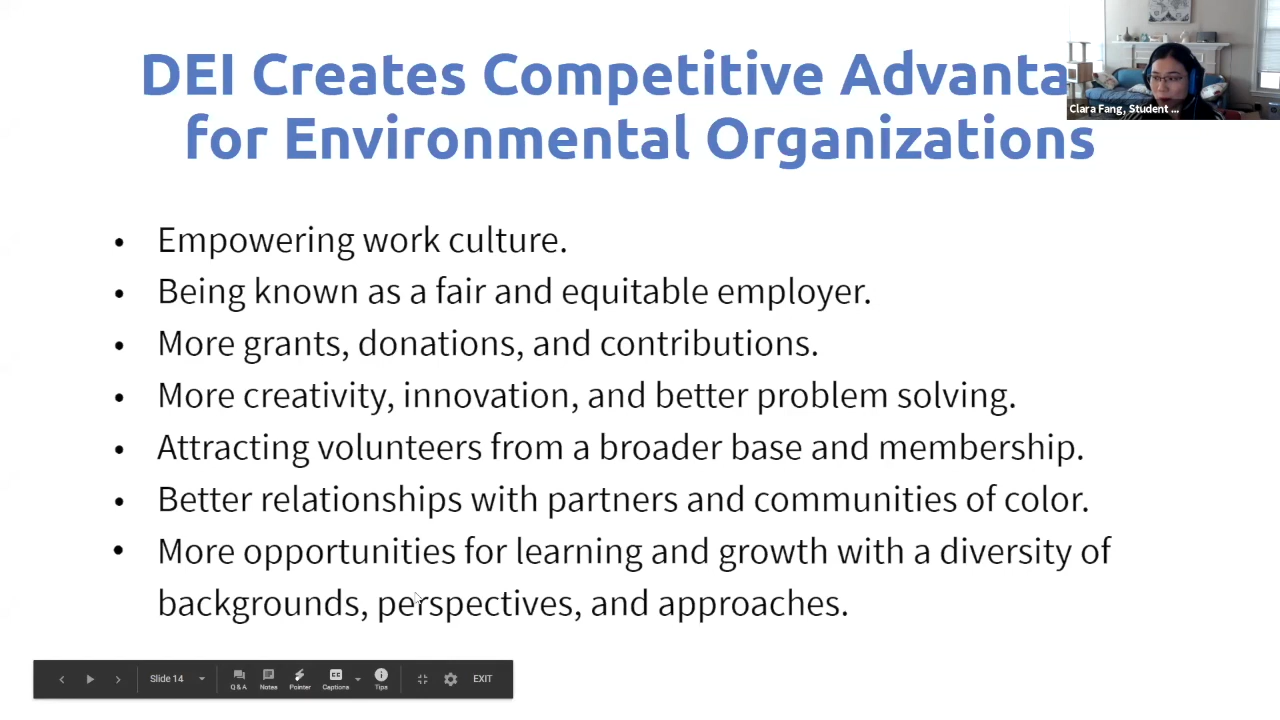 DEI Creates Competitive Advanta
for Environmental Organizations
Clara Fang, Student ...
• Empowering work culture.
• Being known as a fair and equitable employer.
• More grants, donations, and contributions.
• More creativity, innovation, and better problem solving.
• Attracting volunteers from a broader base and membership.
• Better relationships with partners and communities of color.
• More opportunities for learning and growth with a diversity of
backgrounds, perspectives, and approaches.
Slide 14 Q&A Notes Pointer CC Captions Tips EXIT